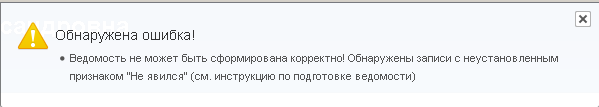 Обнаружена ошибка!
Ведомость не может быть сформирована корректно! Обнаружены записи с неустановленным
признаком "Не явился" (см. инструкцию по подготовке ведомости)